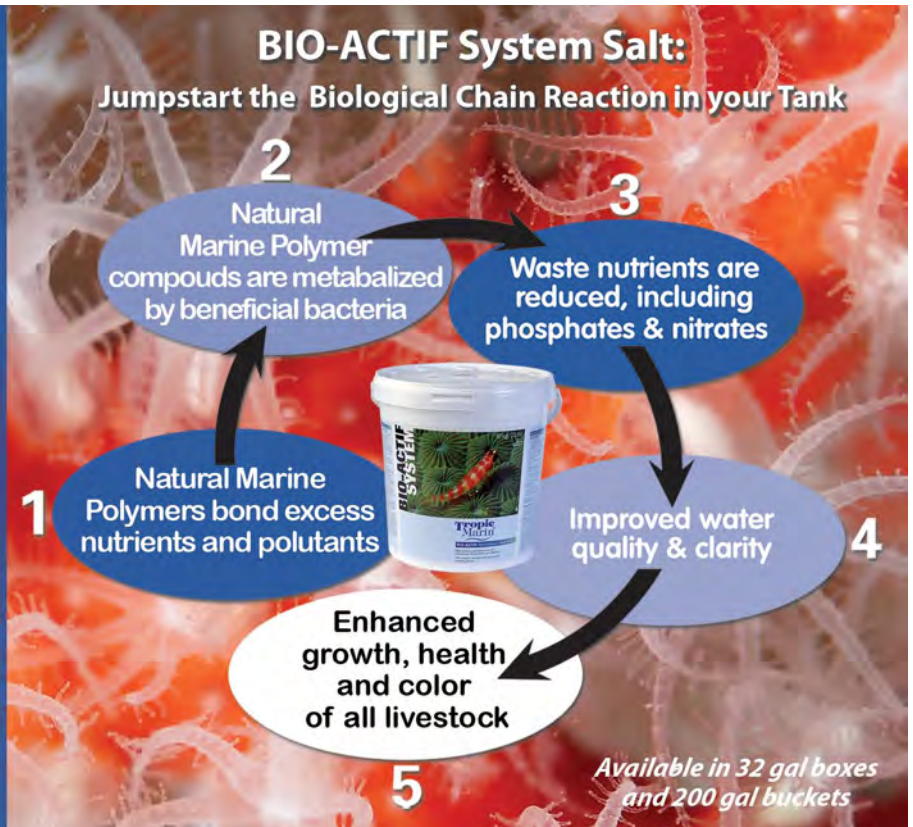 BIO-ACTIF System Salt:
Jumpstart the Biological Chain Reaction in your Tank
1
Natural Marine
Polymers bond excess
nutrients and polutants
2
Natural
Marine Polymer
compouds are metabalized
by beneficial bacteria
3
Waste nutrients are
reduced, including
phosphates & nitrates
4
Improved water
quality & clarity
Enhanced
growth, health
and color
of all livestock
5
BIO-ACTIF
SYSTEM
Tropic
Marin
Available in 32 gal boxes
and 200 gal buckets